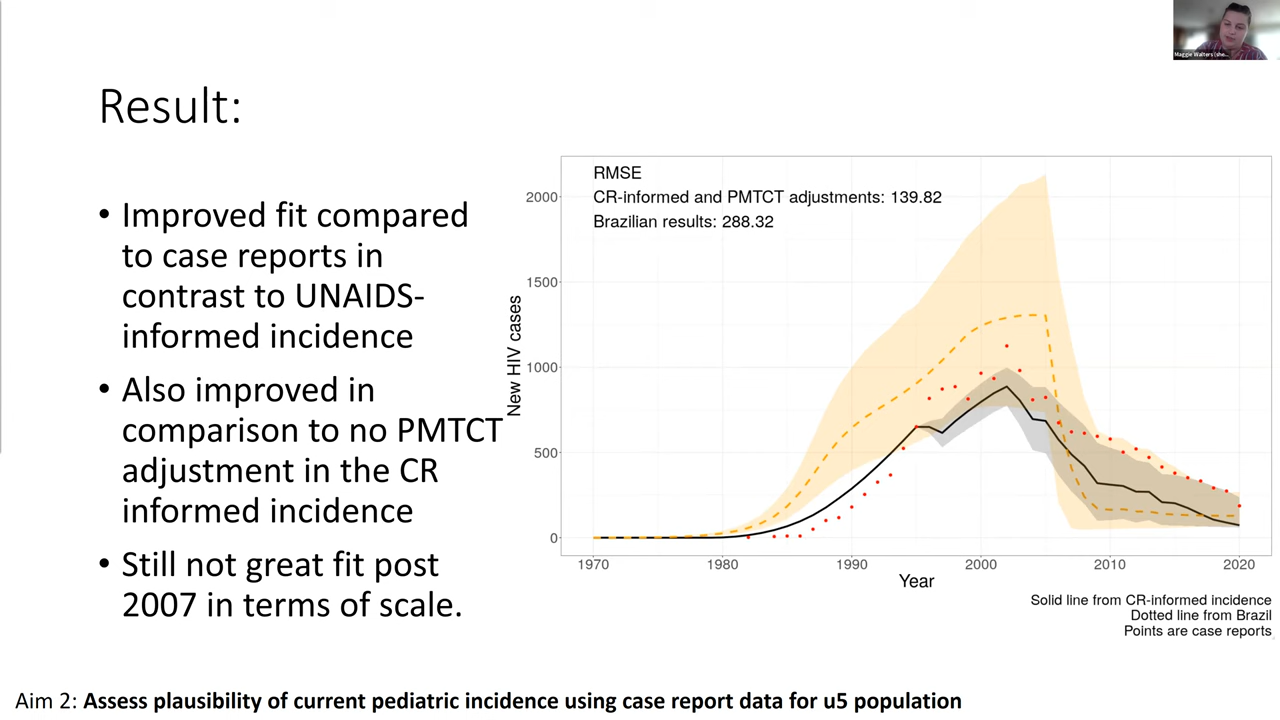 Maggie Walters (she...
Result:
• Improved fit compared
to case reports in
contrast to UNAIDS-
informed incidence
• Also improved in
comparison to no PMTCT
adjustment in the CR
informed incidence
• Still not great fit post
2007 in terms of scale.
RMSE
CR-informed and PMTCT adjustments: 139.82
Brazilian results: 288.32
New HIV cases
2000
1500
1000
500
0
1970 1980 1990 2000 2010 2020
Year
Solid line from CR-informed incidence
Dotted line from Brazil
Points are case reports
Aim 2: Assess plausibility of current pediatric incidence using case report data for u5 population